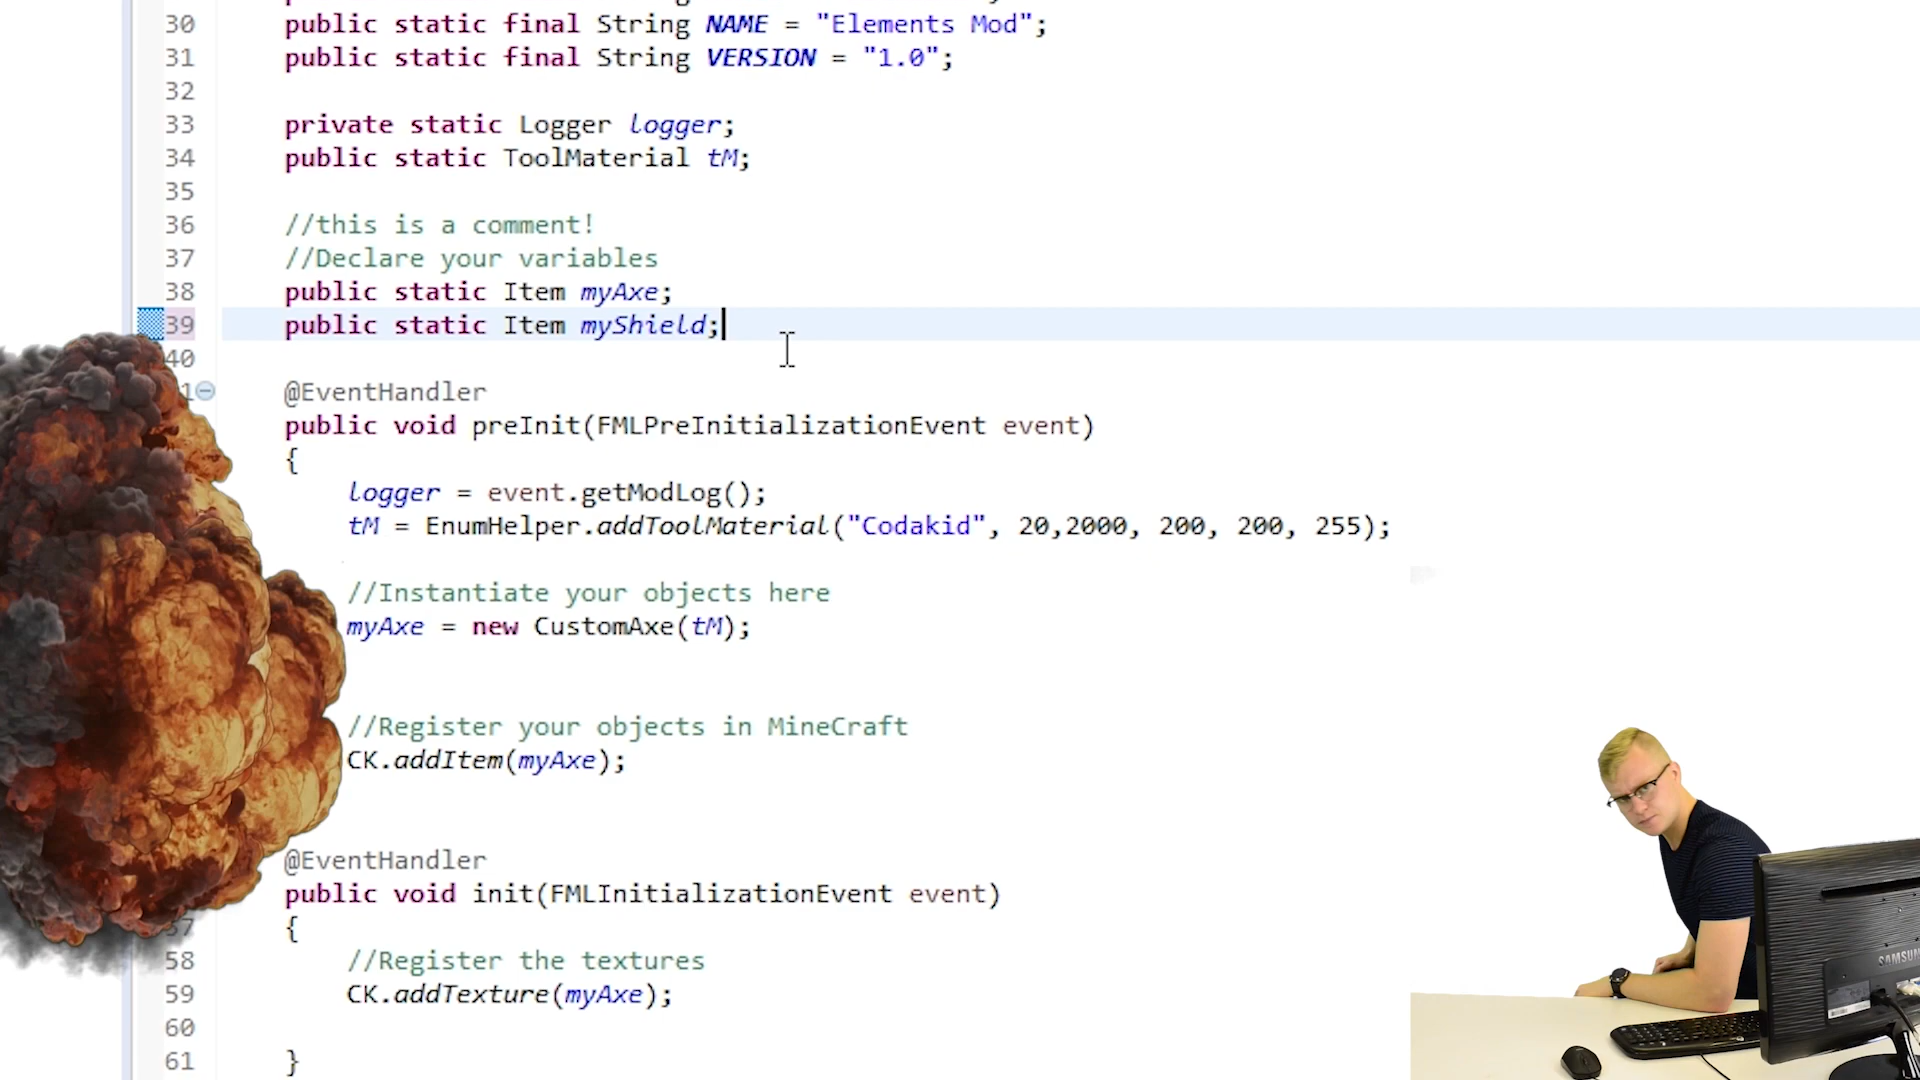 30 public static final String NAME = "Elements Mod";
31 public static final String VERSION = "1.0";
32
33 private static Logger logger;
34 public static ToolMaterial tM;
35
36 //this is a comment!
37 //Declare your variables
38 public static Item myAxe;
39 public static Item myShield;
40
1 @EventHandler
public void preInit(FMLPreInitializationEvent event)
{
logger = event.getModLog();
tM = EnumHelper.addToolMaterial("Codakid", 20,2000, 200, 200, 255);
//Instantiate your objects here
myAxe = new CustomAxe(tM);
//Register your objects in MineCraft
CK.addItem(myAxe);
@EventHandler
public void init(FMLInitializationEvent event)
57 {
58 //Register the textures
59 CK.addTexture(myAxe);
60
61 }
SAMSUN